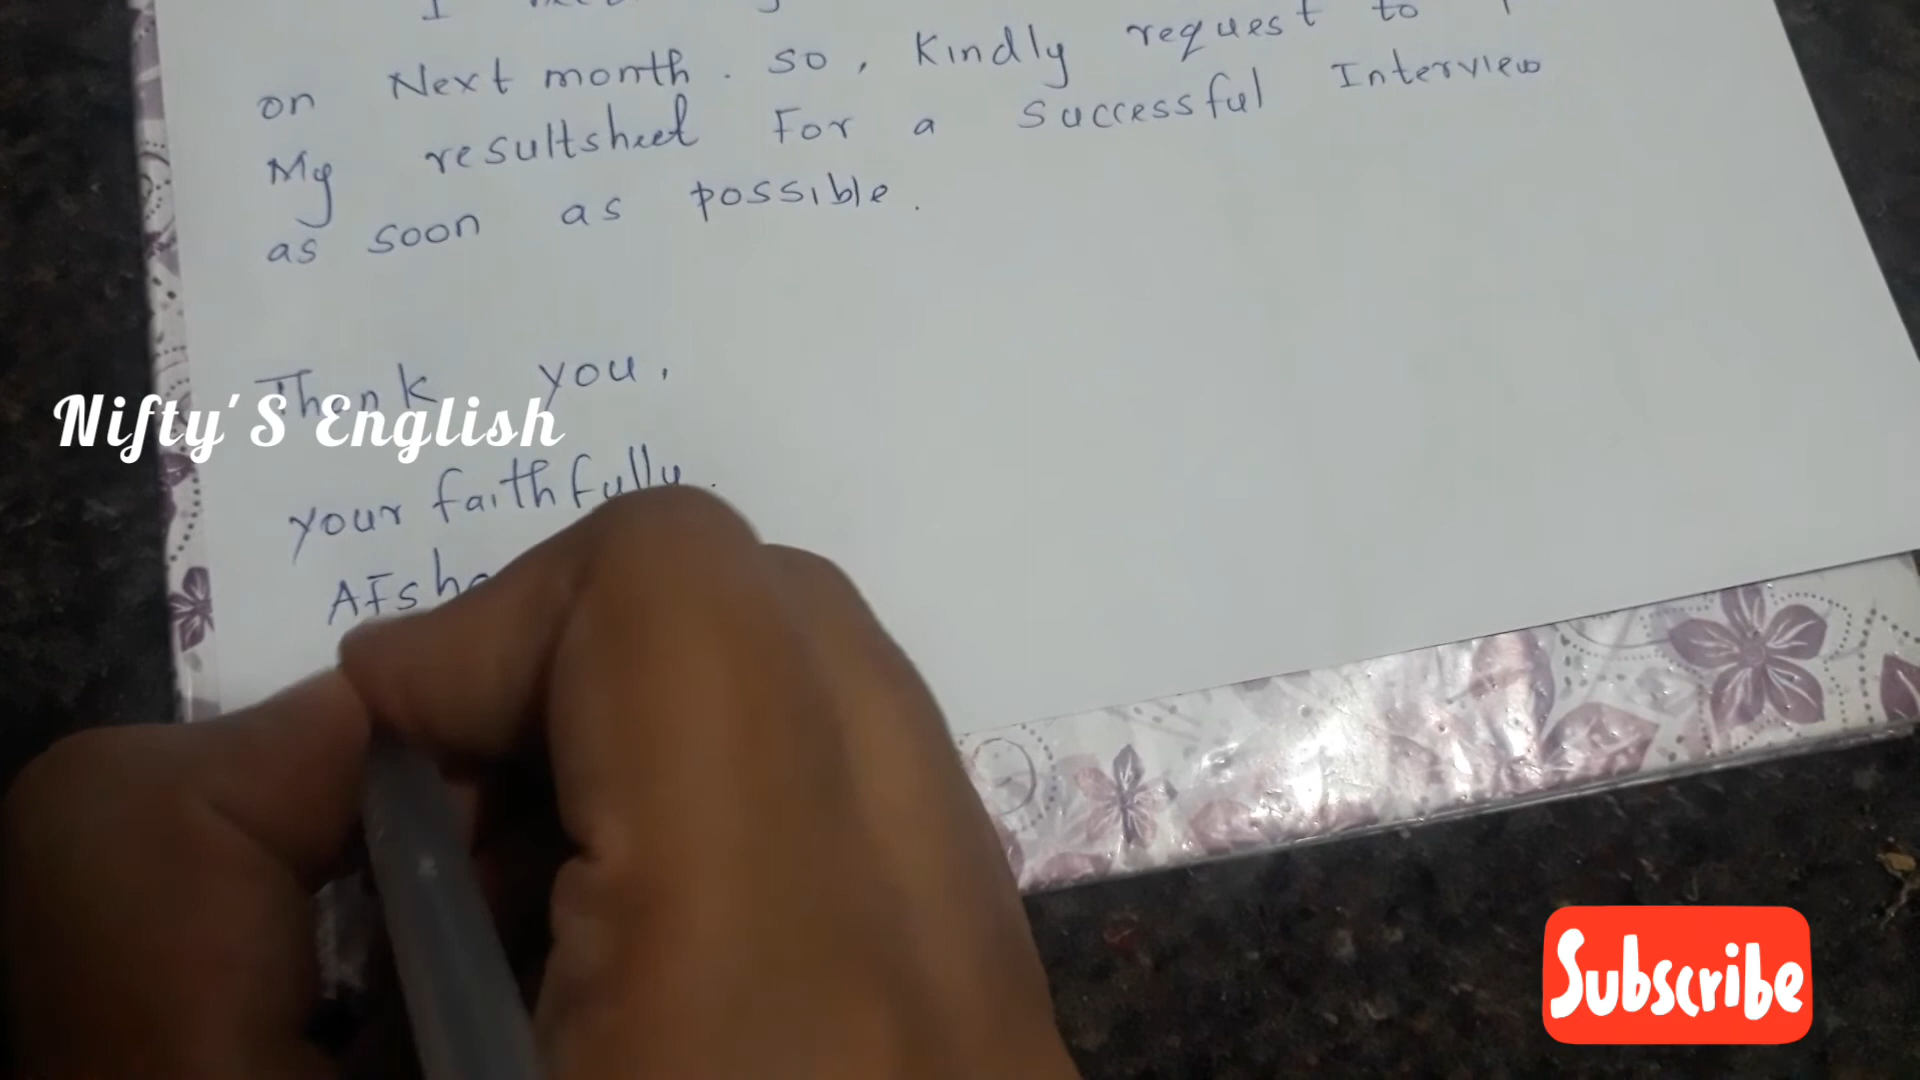 I
on Next month. so, Kindly request to
My resultsheet For a successful Interview
as soon as possible.
Thank you,
Nifty'S English
your faithfully.
AFsha
Subscribe